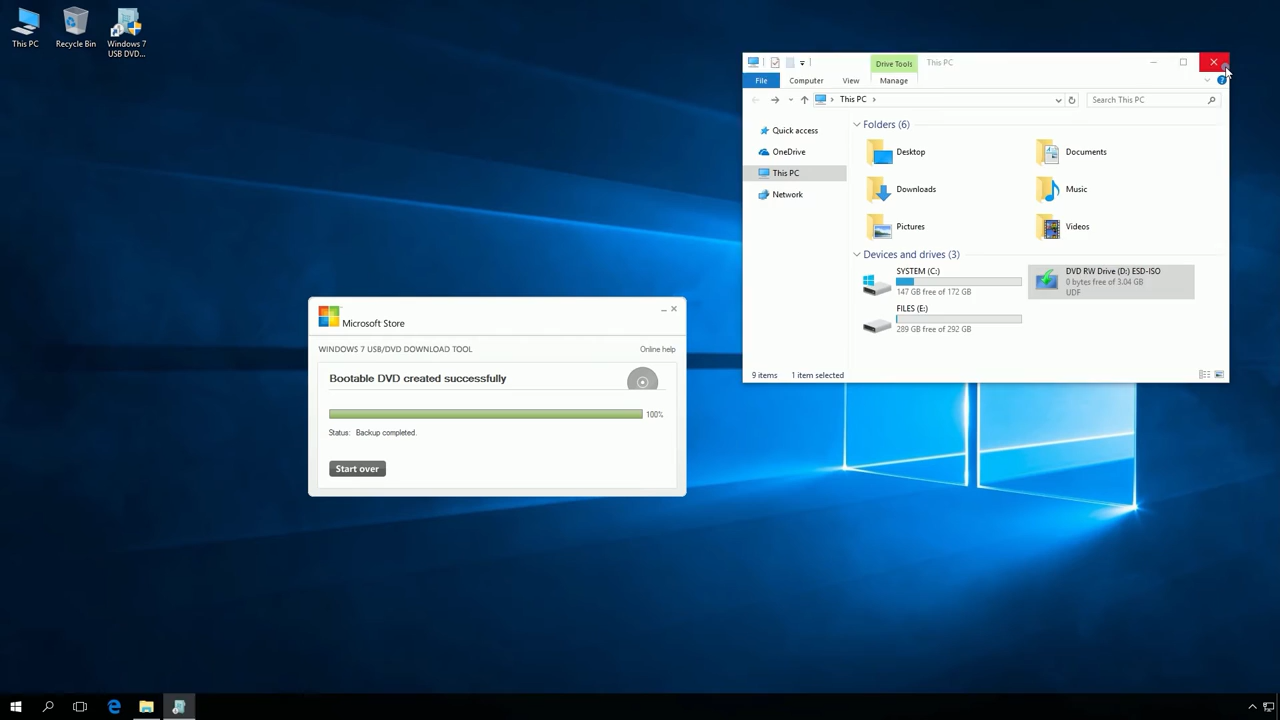 This PC
Recycle Bin
Windows 7
USB DVD...
Drive Tools
This PC
File
Computer
View
Manage
This PC
Search This PC
Quick access
OneDrive
This PC
Network
Folders (6)
Desktop
Documents
Downloads
Music
Pictures
Videos
Devices and drives (3)
SYSTEM (C:)
147 GB free of 172 GB
DVD RW Drive (D:) ESD-ISO
0 bytes free of 3.04 GB
UDF
FILES (E:)
289 GB free of 292 GB
9 items
1 item selected
Microsoft Store
WINDOWS 7 USB/DVD DOWNLOAD TOOL
Online help
Bootable DVD created successfully
100%
Status: Backup completed.
Start over